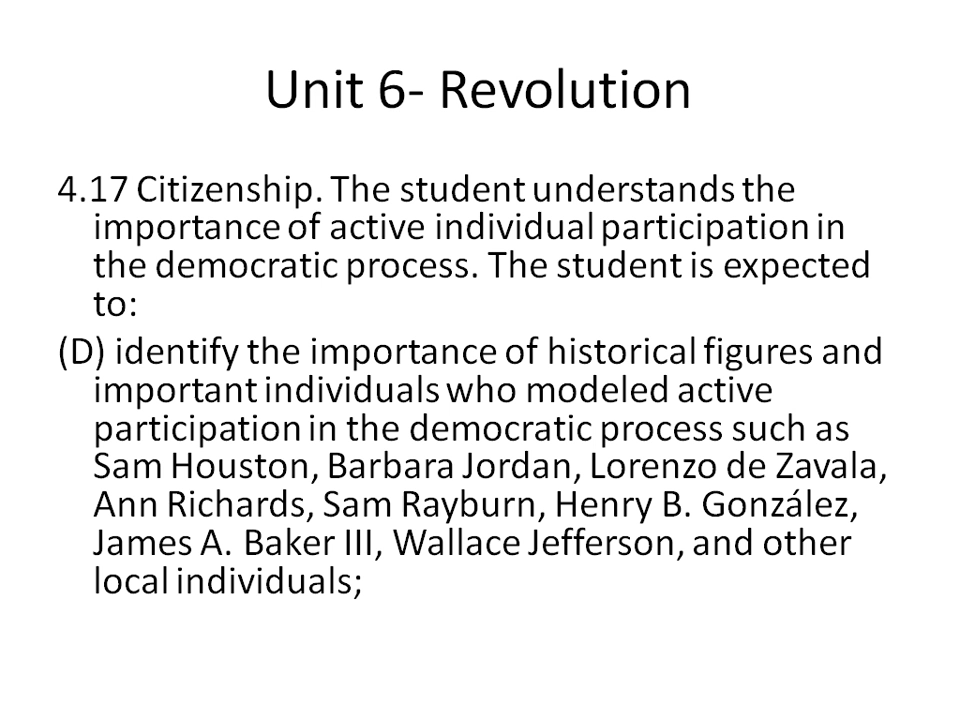 Unit 6- Revolution
4.17 Citizenship. The student understands the
importance of active individual participation in
the democratic process. The student is expected
to:
(D) identify the importance of historical figures and
important individuals who modeled active
participation in the democratic process such as
Sam Houston, Barbara Jordan, Lorenzo de Zavala,
Ann Richards, Sam Rayburn, Henry B. González,
James A. Baker III, Wallace Jefferson, and other
local individuals;